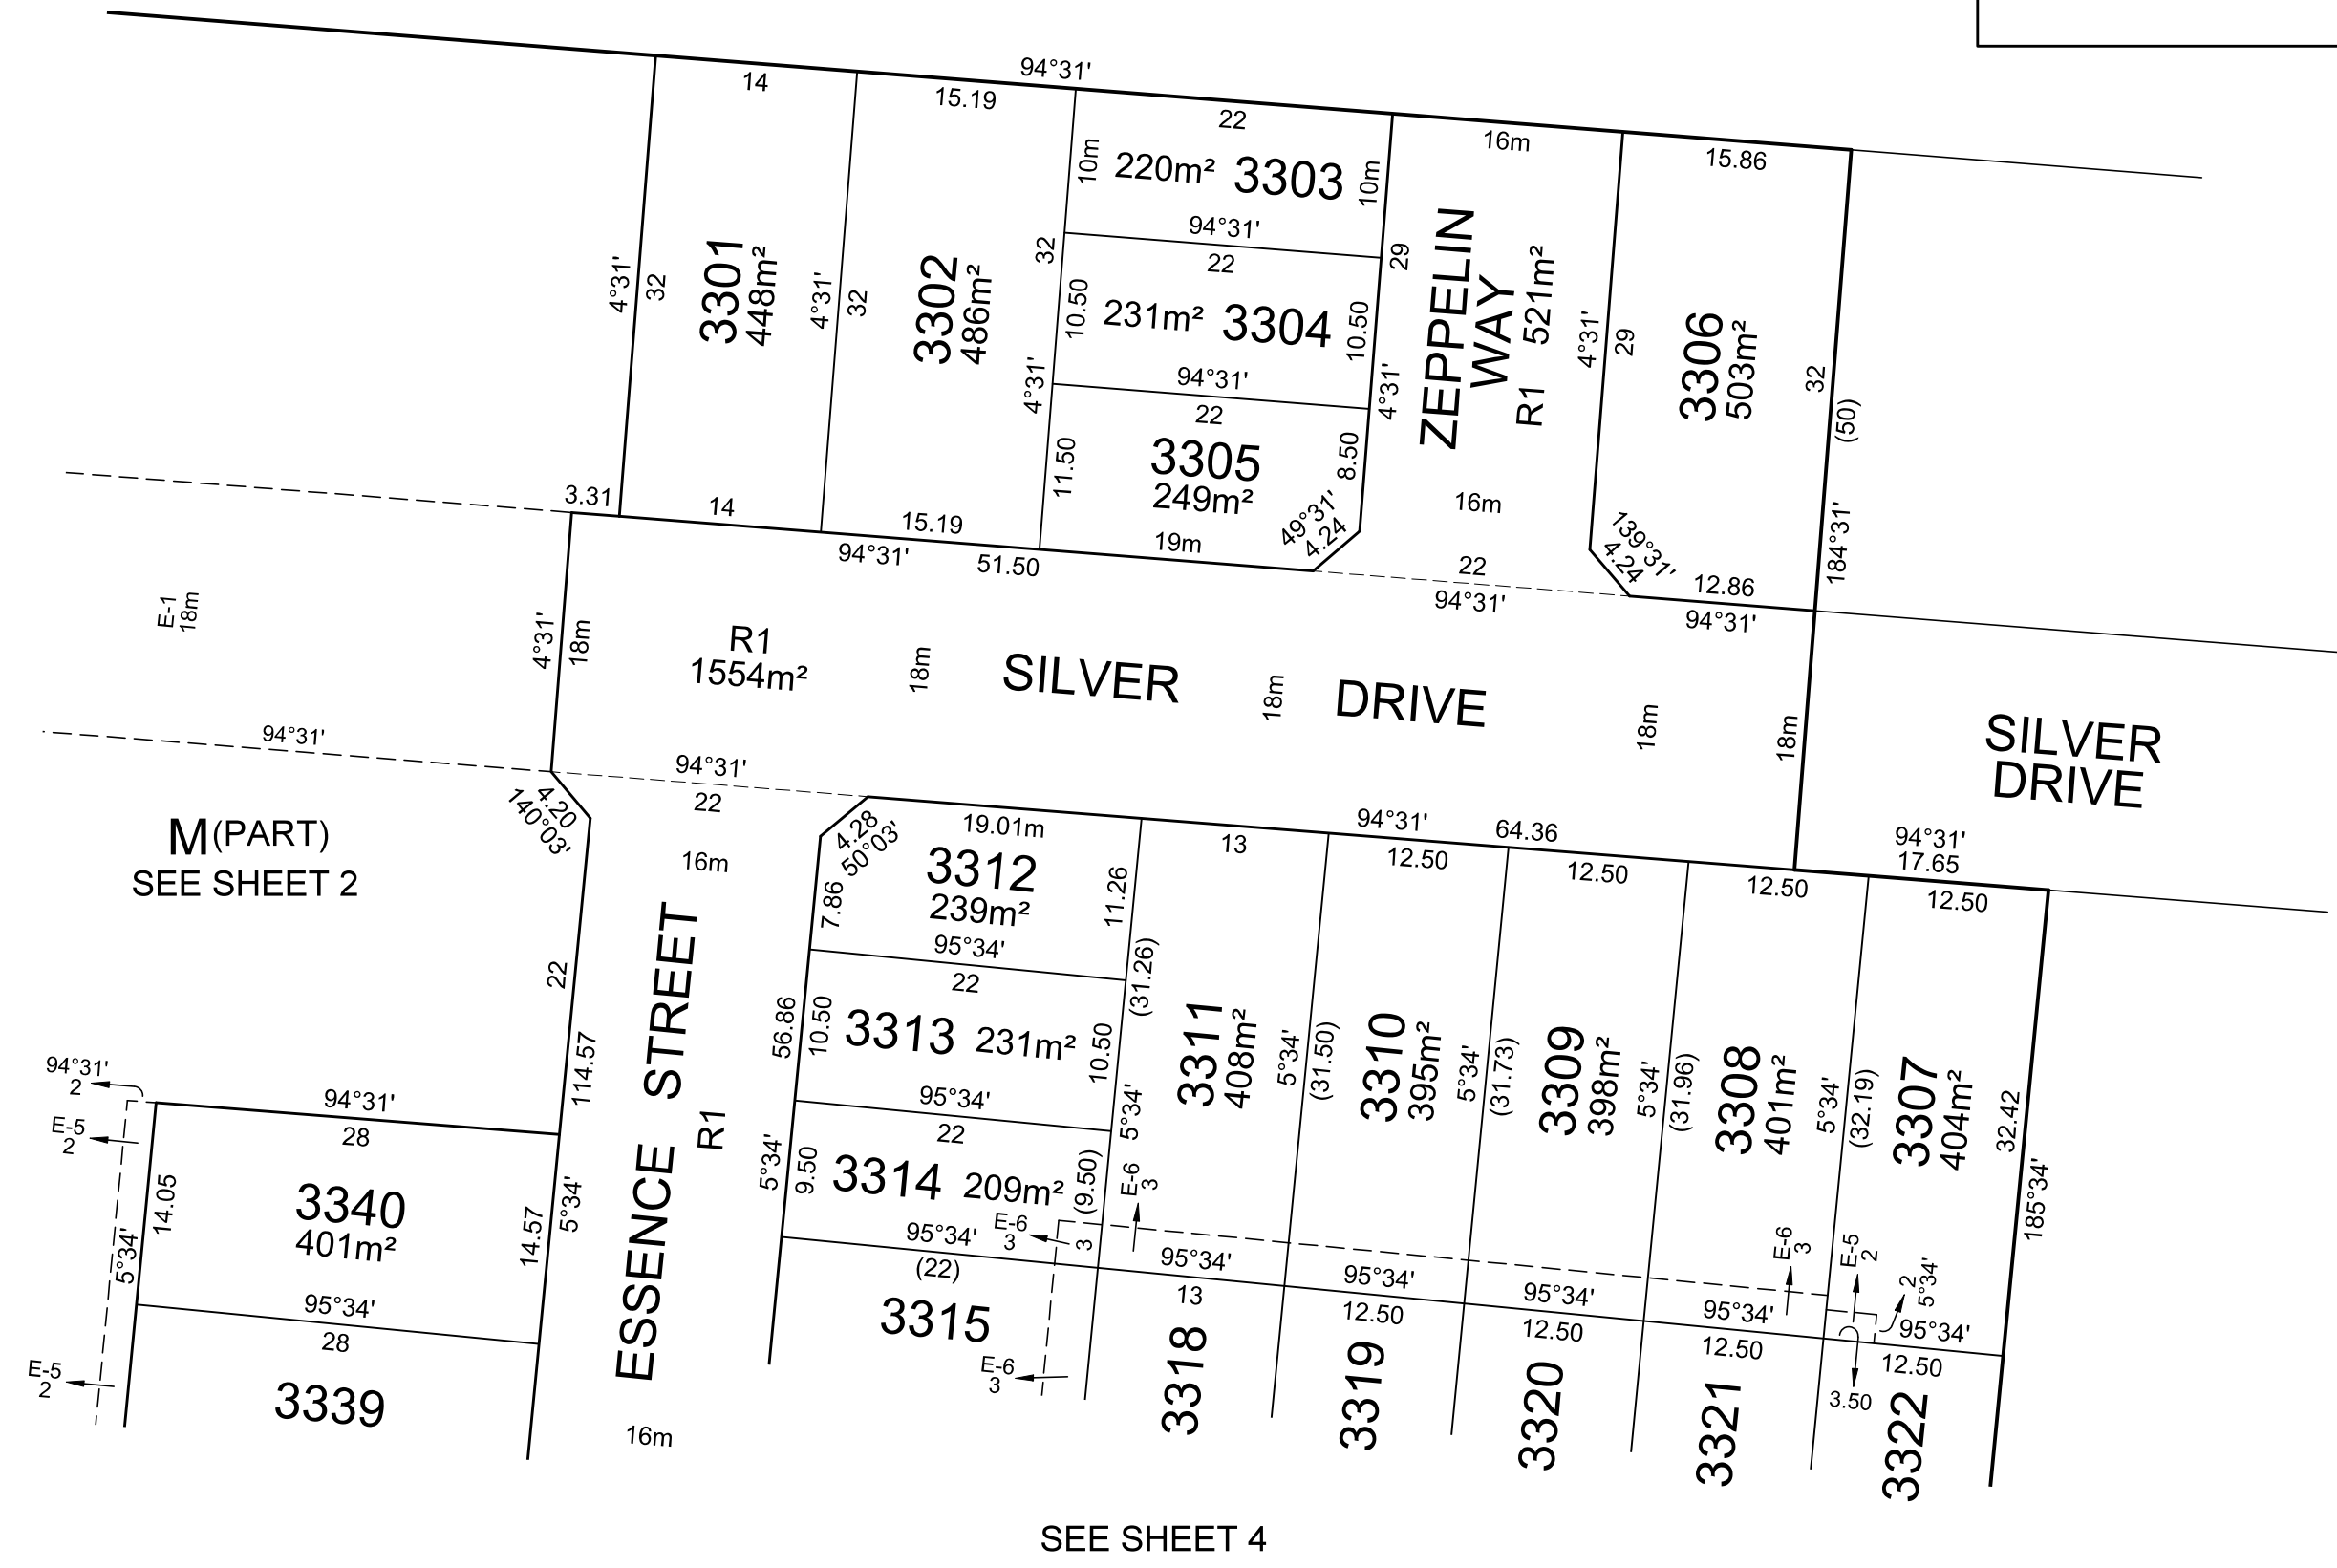 94°31'
14
15.19
22
16m
15.86
10m
220m² 3303
10m
94°31'
4°31'
32
3301
448m²
4°31'
32
3302
486m²
32
4°31'
22
10.50
231m² 3304
10.50
94°31'
22
11.50
3305
249m²
8.50
29
4°31'
ZEPPELIN
WAY
R1 521m²
16m
4°31'
29
3306
503m²
32
(50)
184°31'
3.31
14
15.19
19m
49°31'
4.24
94°31'
51.50
22
94°31'
139°31'
4.24
12.86
94°31'
E-1
18m
4°31'
18m
R1
1554m²
18m
SILVER
18m
DRIVE
18m
18m
SILVER
DRIVE
94°31'
94°31'
22
4.20
140°03'
M(PART)
SEE SHEET 2
16m
4.28
50°03'
19.01m
94°31'
64.36
94°31'
17.65
13
12.50
12.50
12.50
12.50
7.86
3312
239m²
11.26
95°34'
22
(31.26)
22
114.57
5°34'
ESSENCE STREET
R1
16m
56.86
5°34'
10.50
3313 231m²
10.50
95°34'
22
5°34'
9.50
3314 209m²
(9.50)
95°34'
(22)
3315
E-6
3
3
E-6
3
E-6
3
3311
408m²
5°34'
(31.50)
3310
395m²
5°34'
(31.73)
3309
398m²
5°34'
(31.96)
3308
401m²
5°34'
(32.19)
3307
404m²
32.42
185°34'
E-6
3
E-5
2
2
5°34'
95°34'
95°34'
95°34'
95°34'
95°34'
13
12.50
12.50
12.50
12.50
3.50
3318
3319
3320
3321
3322
94°31'
2
E-5
2
94°31'
28
14.05
5°34'
3340
401m²
14.57
95°34'
28
E-5
2
3339
SEE SHEET 4